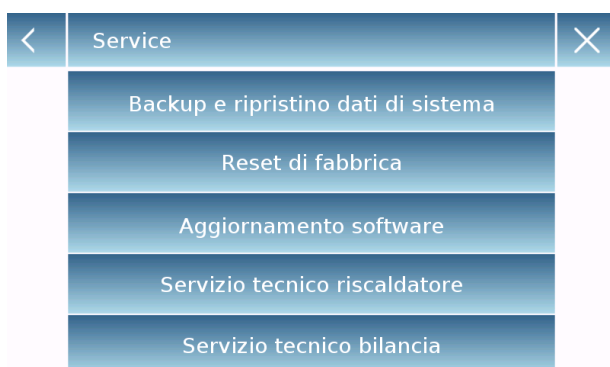 Service
Backup e ripristino dati di sistema
Reset di fabbrica
Aggiornamento software
Servizio tecnico riscaldatore
Servizio tecnico bilancia